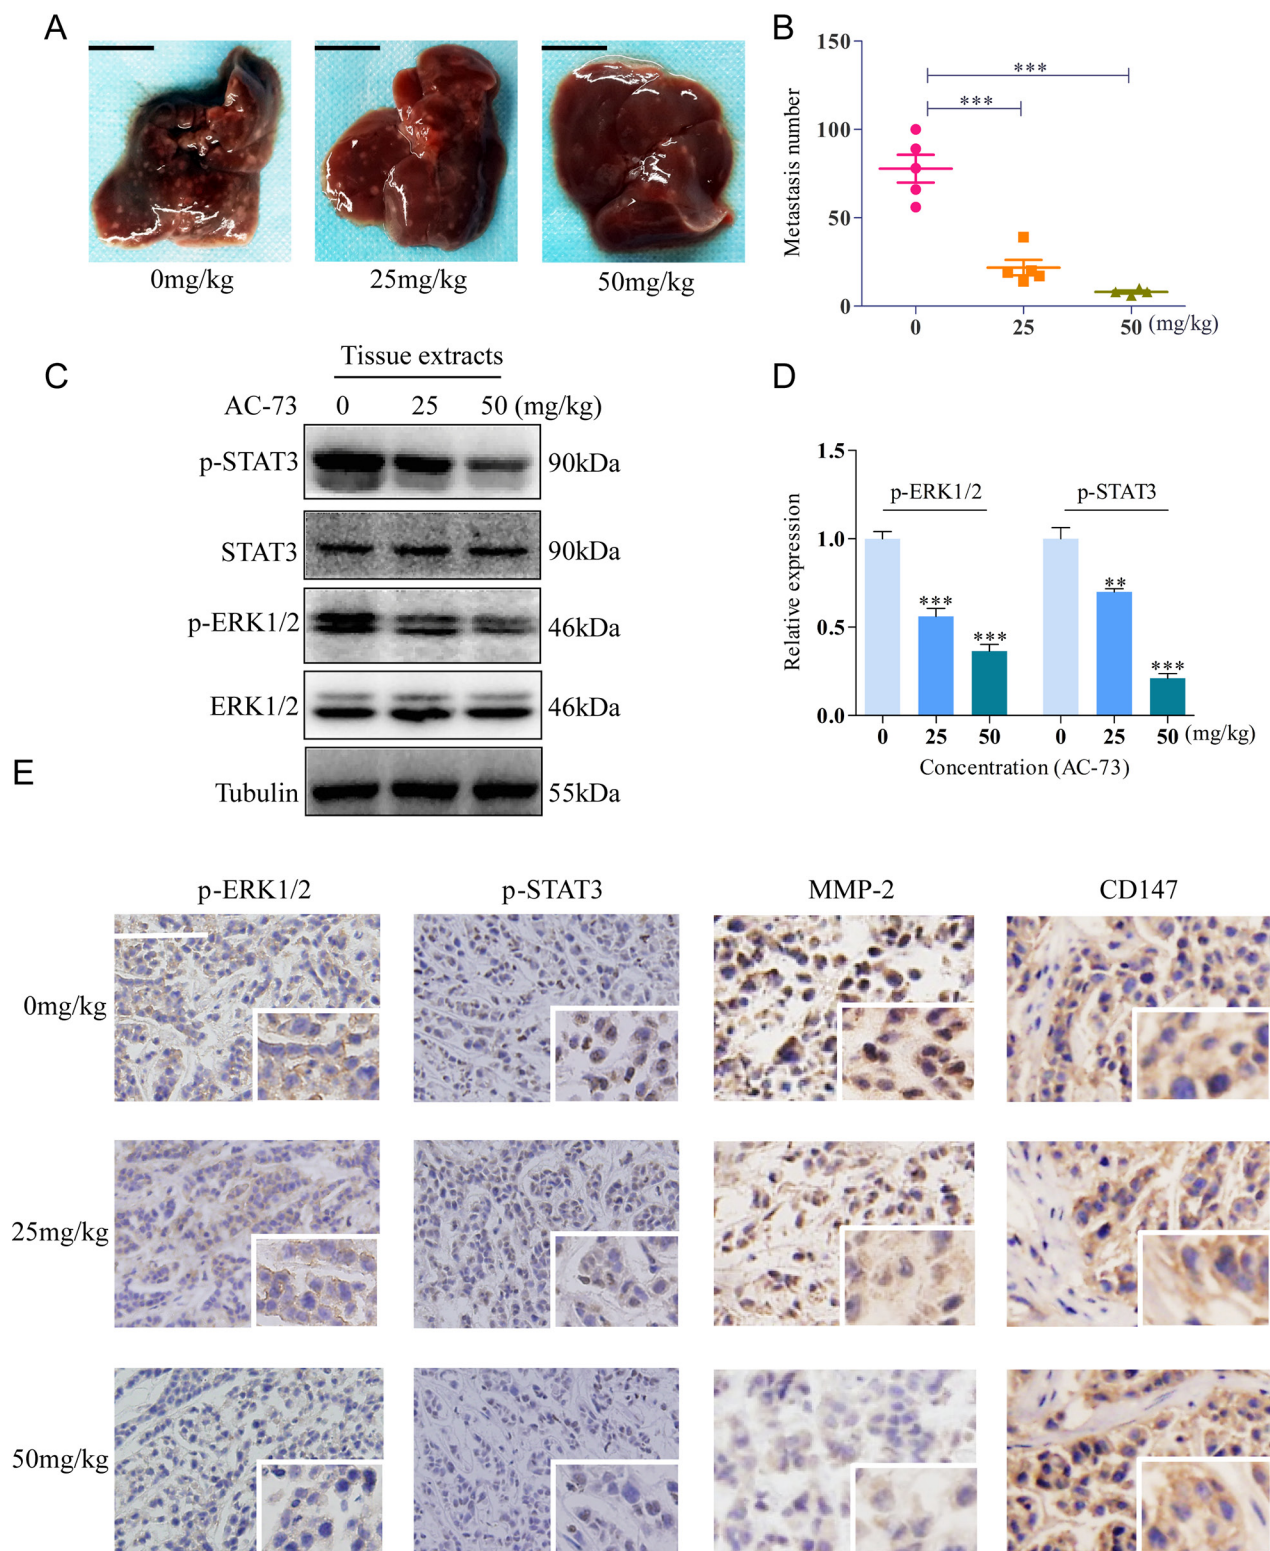 A
0mg/kg 25mg/kg 50mg/kg
B
Metastasis number
150
100
50
0
***
***
0 25 50 (mg/kg)
C
Tissue extracts
AC-73 0 25 50 (mg/kg)
p-STAT3 90kDa
STAT3 90kDa
p-ERK1/2 46kDa
ERK1/2 46kDa
Tubulin 55kDa
D
Relative expression
1.5
1.0
0.5
0.0
p-ERK1/2 p-STAT3
*** *** ** ***
0 25 50 0 25 50 (mg/kg)
Concentration (AC-73)
E
p-ERK1/2 p-STAT3 MMP-2 CD147
0mg/kg
25mg/kg
50mg/kg